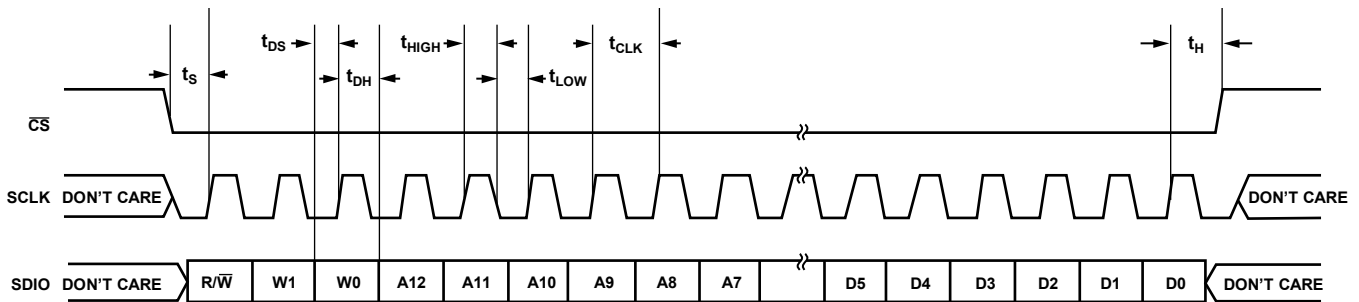 tDS tHIGH tCLK tH
tS tDH tLOW
C̅S̅
SCLK DON'T CARE DON'T CARE
SDIO DON'T CARE R/W̅ W1 W0 A12 A11 A10 A9 A8 A7 D5 D4 D3 D2 D1 D0 DON'T CARE